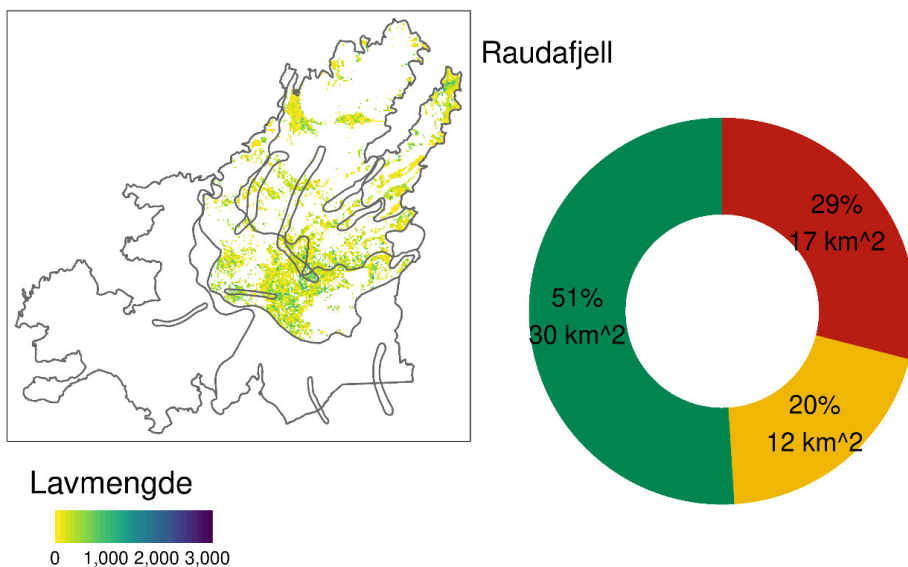 Raudafjell
29%
17 km^2
51%
30 km^2
20%
12 km^2
Lavmengde
0 1,000 2,000 3,000